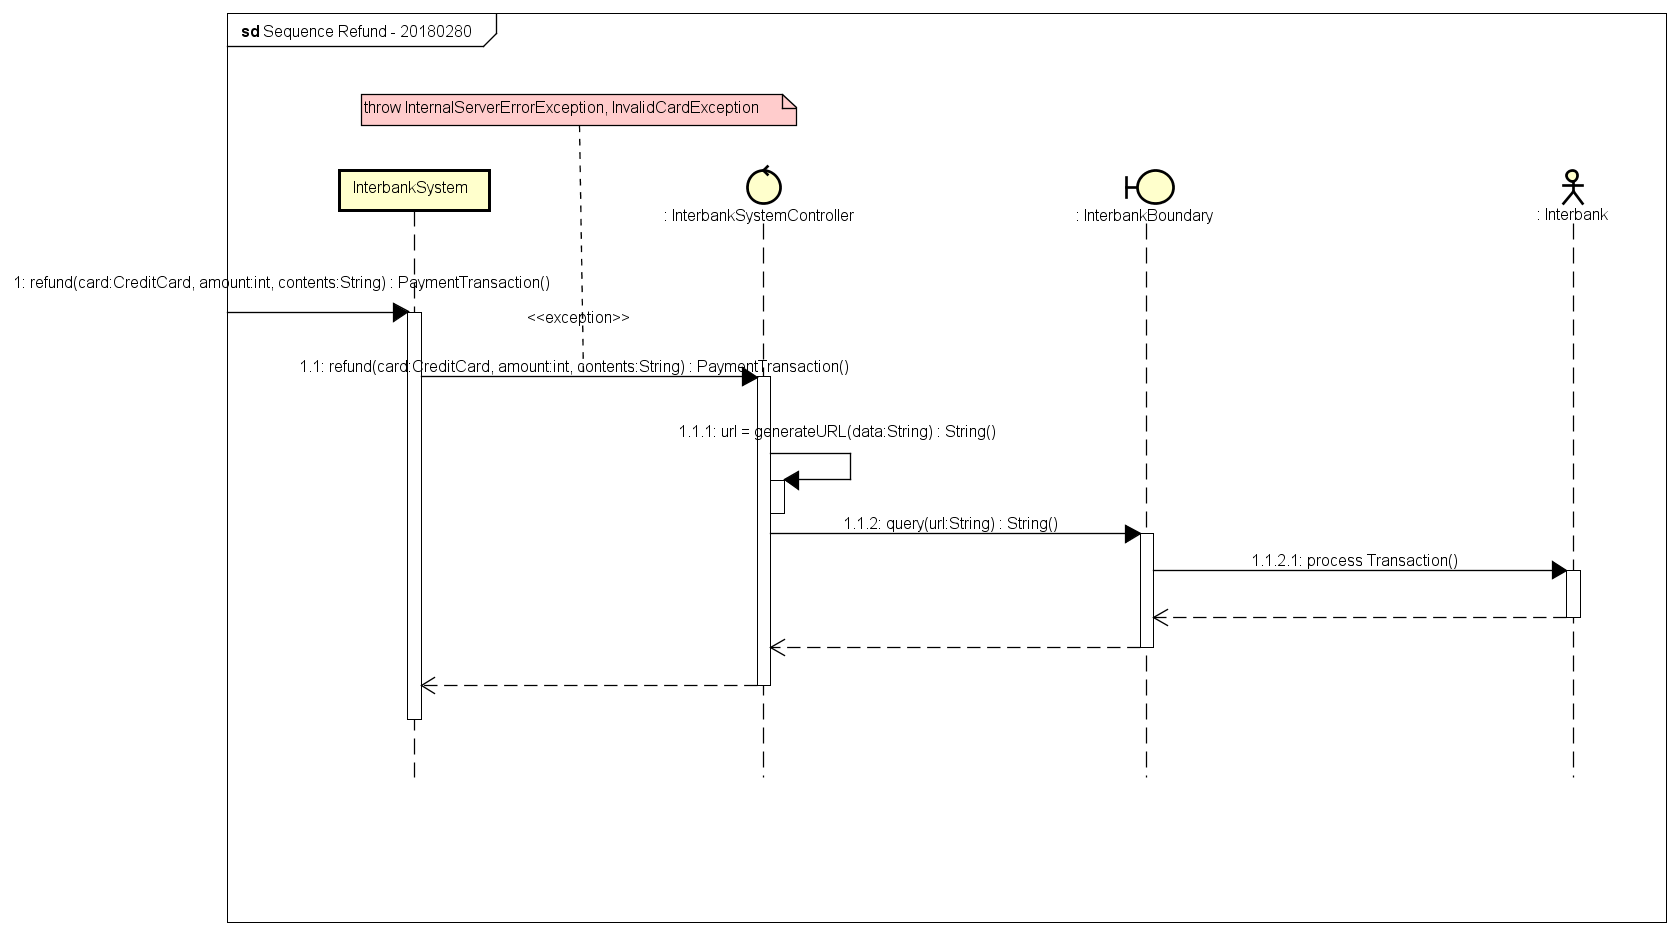 sd Sequence Refund - 20180280
throw InternalServerErrorException, InvalidCardException
InterbankSystem
: InterbankSystemController
: InterbankBoundary
: Interbank
1: refund(card:CreditCard, amount:int, contents:String) : PaymentTransaction()
<<exception>>
1.1: refund(card:CreditCard, amount:int, contents:String) : PaymentTransaction()
1.1.1: url = generateURL(data:String) : String()
1.1.2: query(url:String) : String()
1.1.2.1: process Transaction()